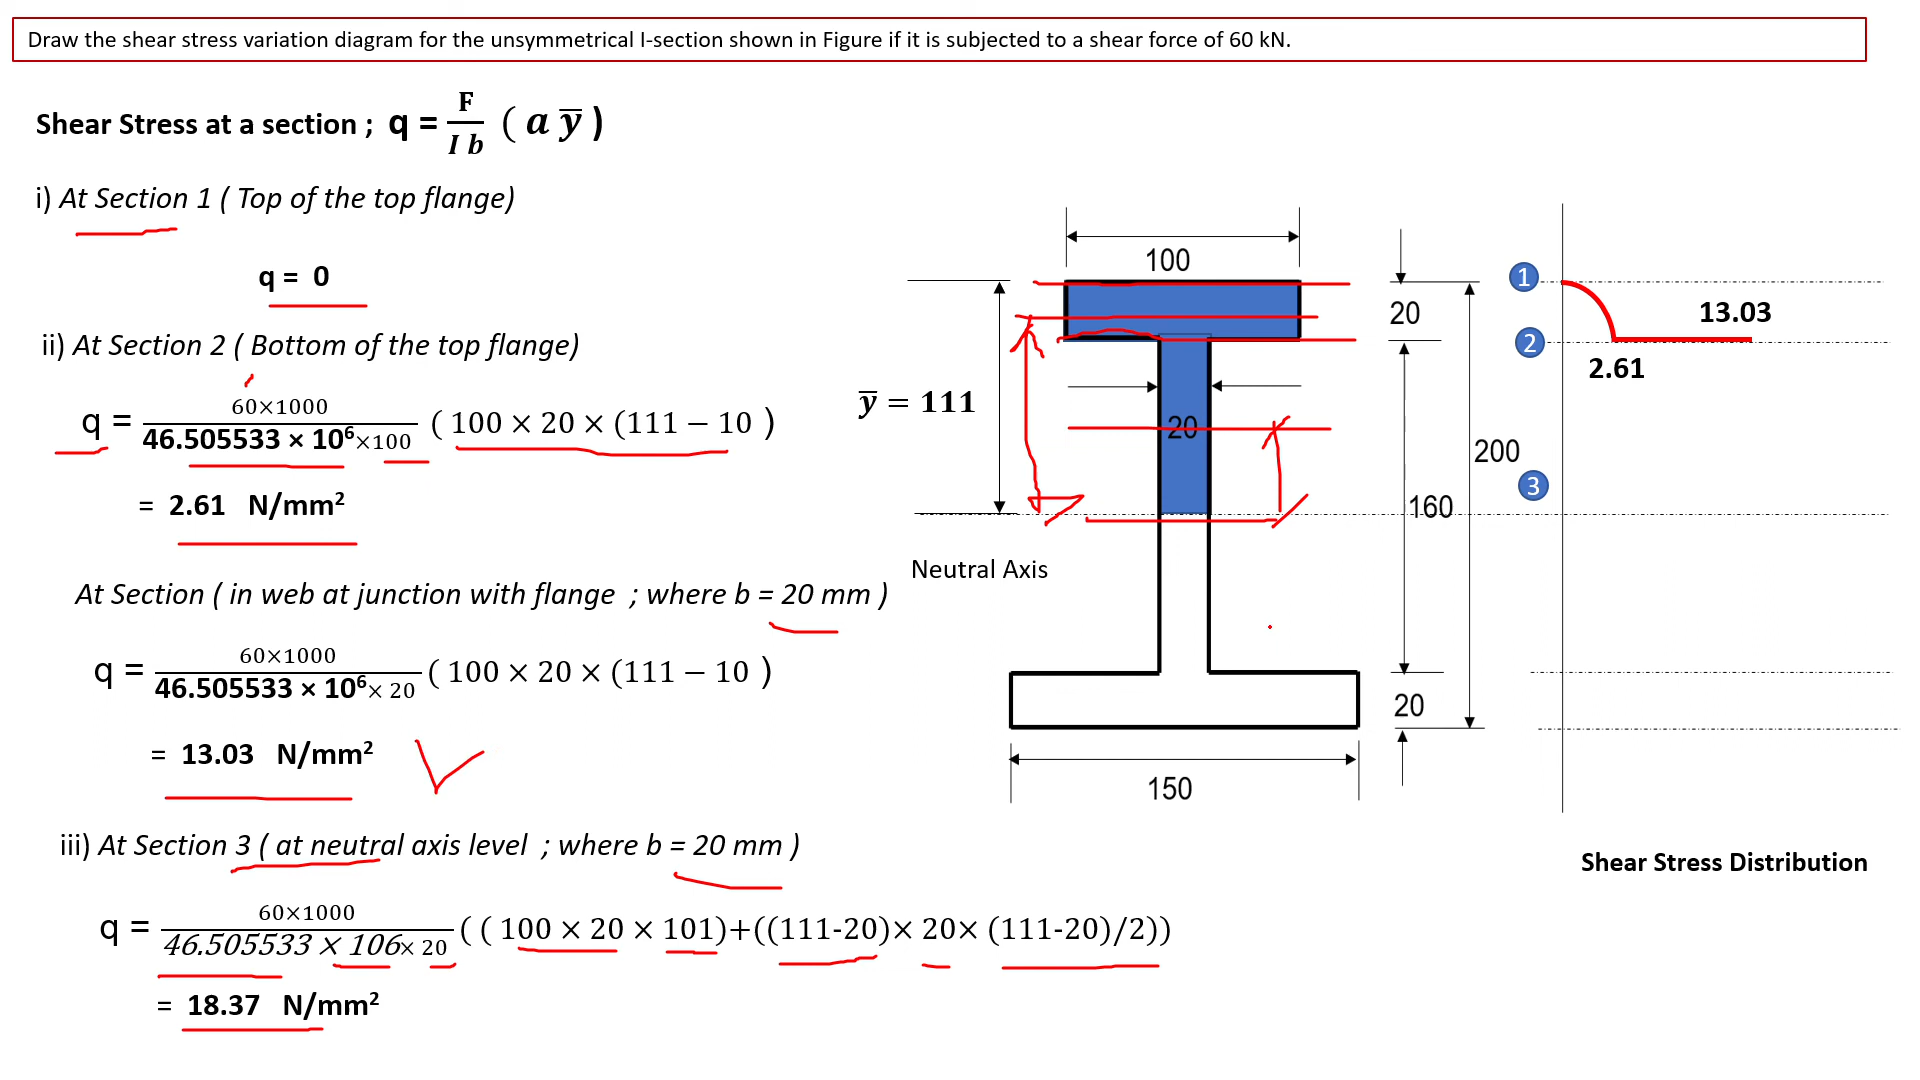 Draw the shear stress variation diagram for the unsymmetrical I-section shown in Figure if it is subjected to a shear force of 60 kN.
Shear Stress at a section ; q = F / I b ( a y̅ )
i) At Section 1 ( Top of the top flange)
q = 0
ii) At Section 2 ( Bottom of the top flange)
q = 60×1000 / 46.505533 × 10⁶×100 ( 100 × 20 × (111 − 10 )
= 2.61 N/mm²
At Section ( in web at junction with flange ; where b = 20 mm )
q = 60×1000 / 46.505533 × 10⁶× 20 ( 100 × 20 × (111 − 10 )
= 13.03 N/mm²
iii) At Section 3 ( at neutral axis level ; where b = 20 mm )
q = 60×1000 / 46.505533 × 106× 20 ( ( 100 × 20 × 101)+((111-20)× 20× (111-20)/2))
= 18.37 N/mm²
100
20
y̅ = 111
20
200
160
Neutral Axis
20
150
1
13.03
2
2.61
3
Shear Stress Distribution